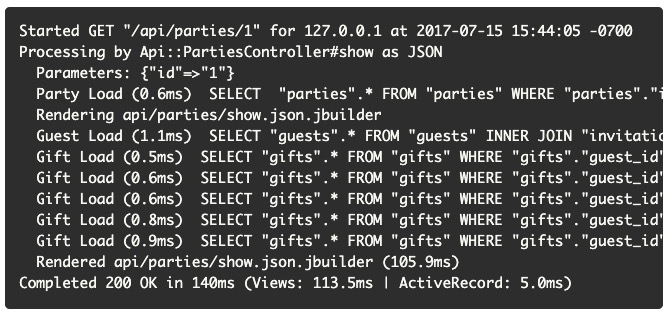 Started GET "/api/parties/1" for 127.0.0.1 at 2017-07-15 15:44:05 -0700
Processing by Api::PartiesController#show as JSON
  Parameters: {"id"=>"1"}
  Party Load (0.6ms)  SELECT  "parties".* FROM "parties" WHERE "parties"."i
  Rendering api/parties/show.json.jbuilder
  Guest Load (1.1ms)  SELECT "guests".* FROM "guests" INNER JOIN "invitatio
  Gift Load (0.5ms)  SELECT "gifts".* FROM "gifts" WHERE "gifts"."guest_id"
  Gift Load (0.6ms)  SELECT "gifts".* FROM "gifts" WHERE "gifts"."guest_id"
  Gift Load (0.6ms)  SELECT "gifts".* FROM "gifts" WHERE "gifts"."guest_id"
  Gift Load (0.8ms)  SELECT "gifts".* FROM "gifts" WHERE "gifts"."guest_id"
  Gift Load (0.9ms)  SELECT "gifts".* FROM "gifts" WHERE "gifts"."guest_id"
  Rendered api/parties/show.json.jbuilder (105.9ms)
Completed 200 OK in 140ms (Views: 113.5ms | ActiveRecord: 5.0ms)